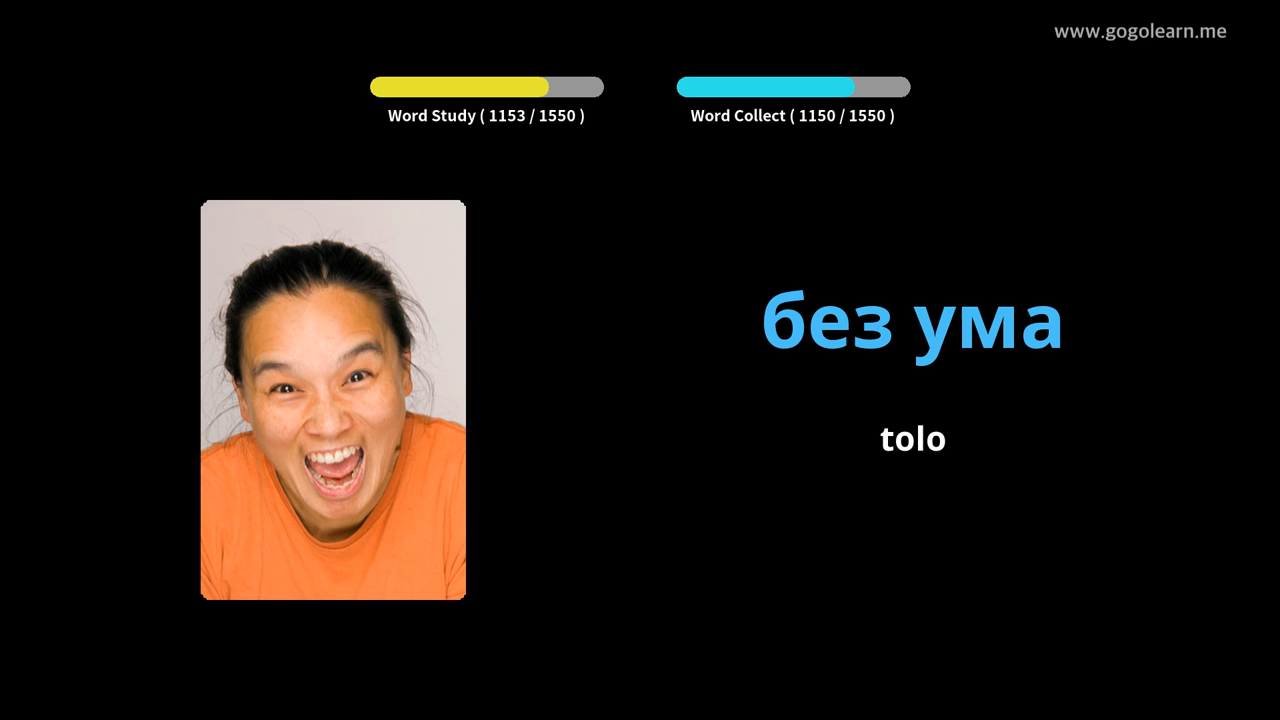 www.gogolearn.me
Word Study ( 1153 / 1550 )
Word Collect ( 1150 / 1550 )
без ума
tolo